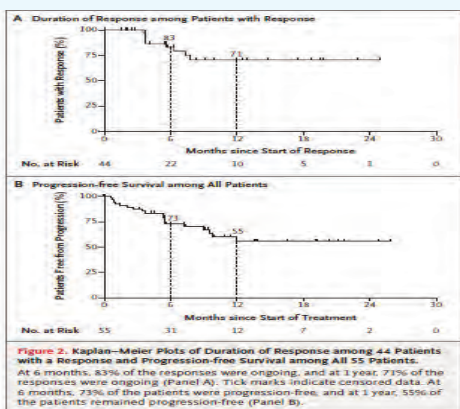 A Duration of Response among Patients with Response
100
75
50
25
0
Patients with Response (%)
83
71
0 6 12 18 24 30
Months since Start of Response
No. at Risk 44 22 10 5 1 0
B Progression-free Survival among All Patients
100
75
50
25
0
Patients Free from Progression (%)
73
55
0 6 12 18 24 30
Months since Start of Treatment
No. at Risk 55 31 12 7 2 0
Figure 2. Kaplan–Meier Plots of Duration of Response among 44 Patients
with a Response and Progression-free Survival among All 55 Patients.
At 6 months, 83% of the responses were ongoing, and at 1 year, 71% of the
responses were ongoing (Panel A). Tick marks indicate censored data. At
6 months, 73% of the patients were progression-free, and at 1 year, 55%
of the patients remained progression-free (Panel B).